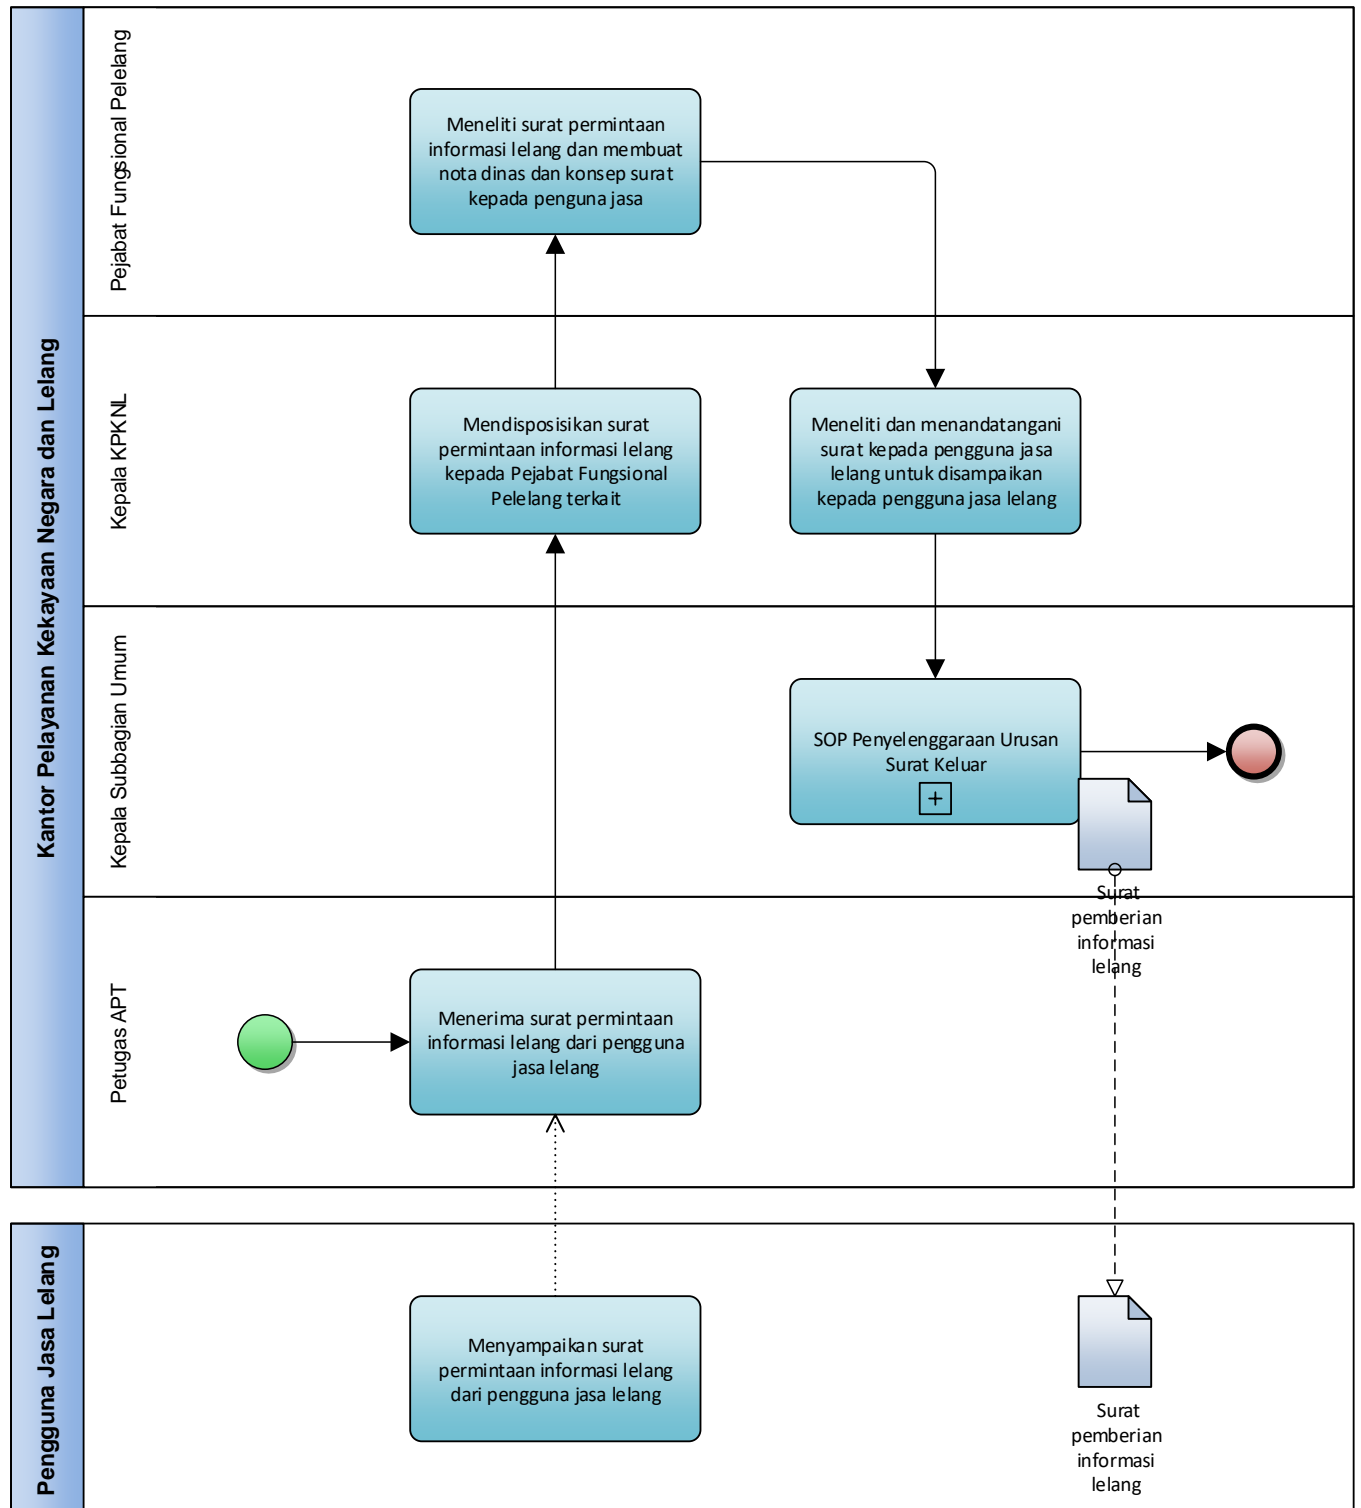 Kantor Pelayanan Kekayaan Negara dan Lelang
Pejabat Fungsional Pelelang
Meneliti surat permintaan
informasi lelang dan membuat
nota dinas dan konsep surat
kepada penguna jasa
Kepala KPKNL
Mendisposisikan surat
permintaan informasi lelang
kepada Pejabat Fungsional
Pelelang terkait
Meneliti dan menandatangani
surat kepada pengguna jasa
lelang untuk disampaikan
kepada pengguna jasa lelang
Kepala Subbagian Umum
SOP Penyelenggaraan Urusan
Surat Keluar
Surat
pemberian
informasi
lelang
Petugas APT
Menerima surat permintaan
informasi lelang dari pengguna
jasa lelang
Pengguna Jasa Lelang
Menyampaikan surat
permintaan informasi lelang
dari pengguna jasa lelang
Surat
pemberian
informasi
lelang